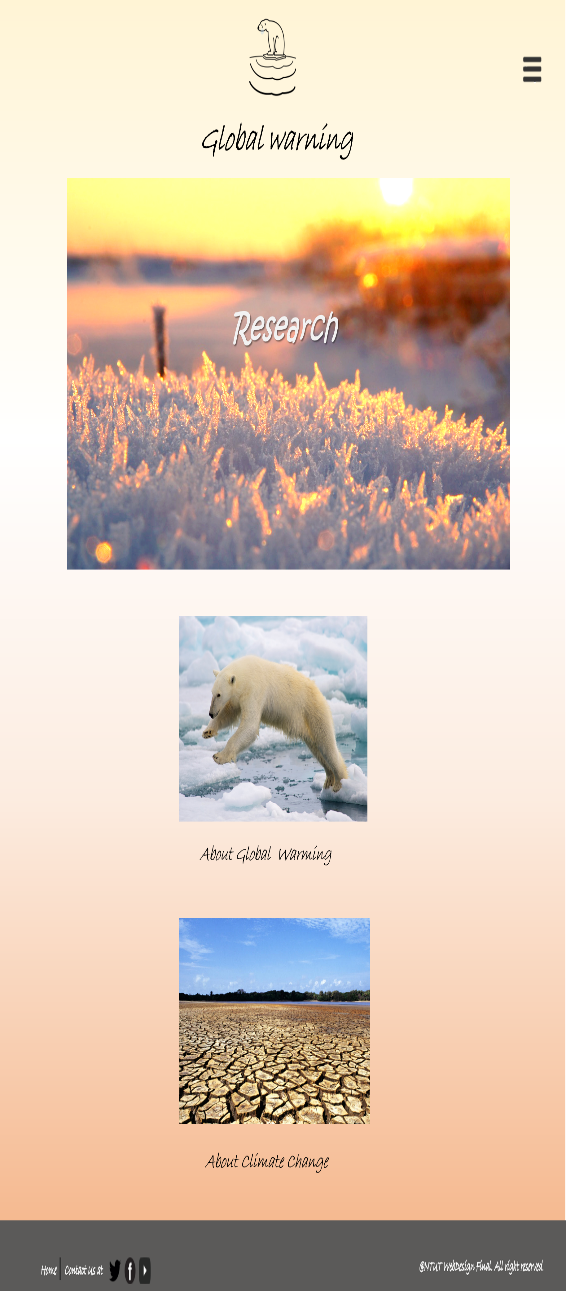 Global warning
Research
About Global Warming
About Climate Change
Home
Contact us at
@NTUT WebDesign Final. All right reserved